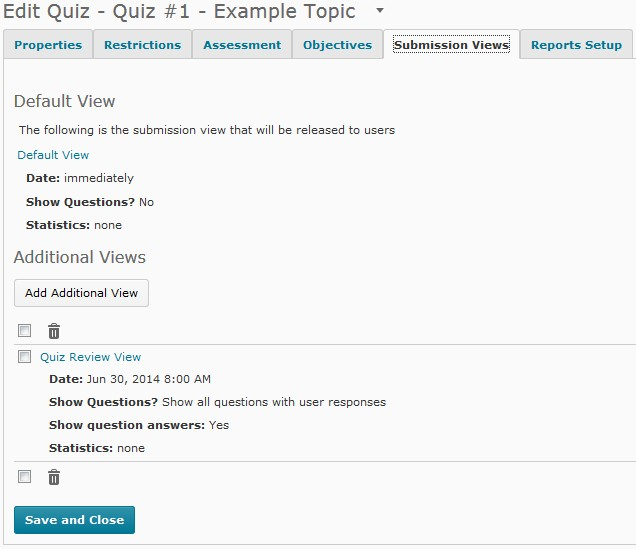 Edit Quiz - Quiz #1 - Example Topic
Properties Restrictions Assessment Objectives Submission Views Reports Setup
Default View
The following is the submission view that will be released to users
Default View
Date: immediately
Show Questions? No
Statistics: none
Additional Views
Add Additional View
Quiz Review View
Date: Jun 30, 2014 8:00 AM
Show Questions? Show all questions with user responses
Show question answers: Yes
Statistics: none
Save and Close